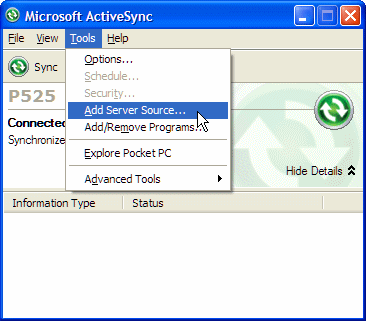 Microsoft ActiveSync
File View Tools Help
Sync
Options...
Schedule...
Security...
Add Server Source...
Add/Remove Programs...
Explore Pocket PC
Advanced Tools
P525
Connected
Synchronize
Hide Details
Information Type Status